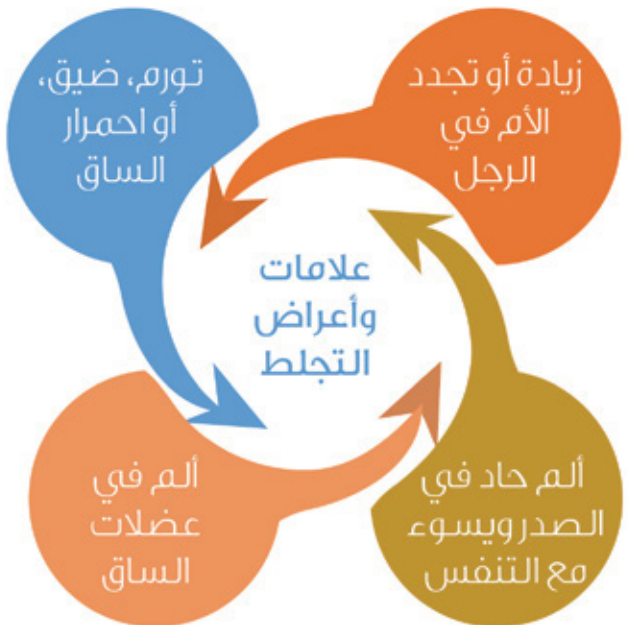 زيادة أو تجدد
الأم في
الرجل
تورم، ضيق،
أو احمرار
الساق
علامات
وأعراض
التجلط
ألم في
عضلات
الساق
ألم حاد في
الصدر ويسوء
مع التنفس